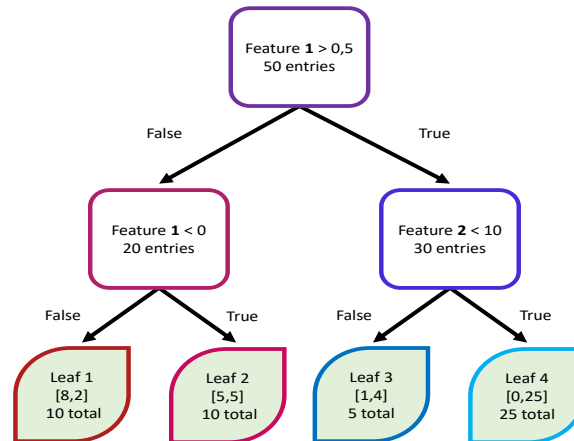 Feature 1 > 0,5
50 entries
False
True
Feature 1 < 0
20 entries
Feature 2 < 10
30 entries
False
True
False
True
Leaf 1
[8,2]
10 total
Leaf 2
[5,5]
10 total
Leaf 3
[1,4]
5 total
Leaf 4
[0,25]
25 total